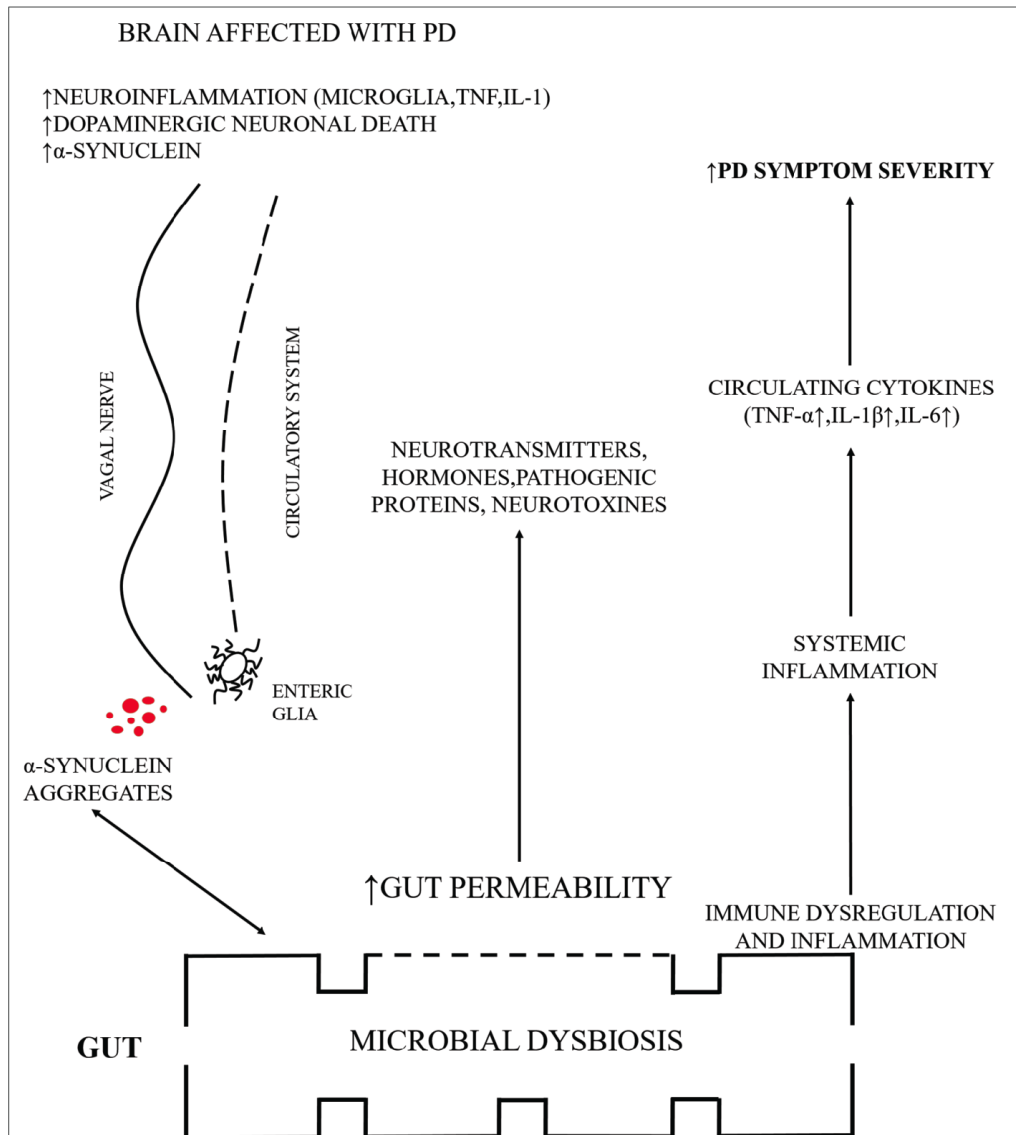 BRAIN AFFECTED WITH PD
↑NEUROINFLAMMATION (MICROGLIA,TNF,IL-1)
↑DOPAMINERGIC NEURONAL DEATH
↑α-SYNUCLEIN
↑PD SYMPTOM SEVERITY
VAGAL NERVE
CIRCULATORY SYSTEM
CIRCULATING CYTOKINES
(TNF-α↑,IL-1β↑,IL-6↑)
NEUROTRANSMITTERS,
HORMONES,PATHOGENIC
PROTEINS, NEUROTOXINES
SYSTEMIC
INFLAMMATION
ENTERIC
GLIA
α-SYNUCLEIN
AGGREGATES
↑GUT PERMEABILITY
IMMUNE DYSREGULATION
AND INFLAMMATION
GUT
MICROBIAL DYSBIOSIS